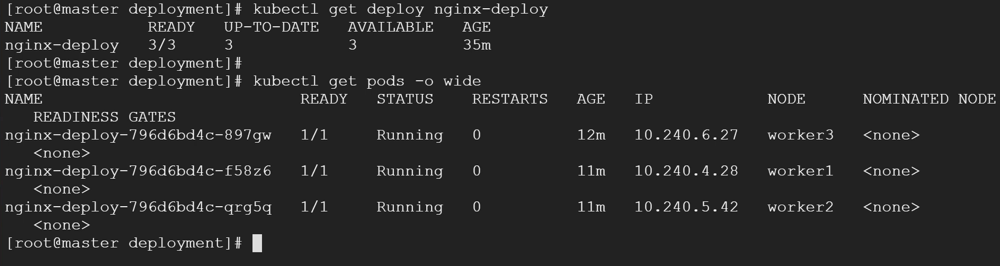 [root@master deployment]# kubectl get deploy nginx-deploy
NAME READY UP-TO-DATE AVAILABLE AGE
nginx-deploy 3/3 3 3 35m
[root@master deployment]#
[root@master deployment]# kubectl get pods -o wide
NAME READY STATUS RESTARTS AGE IP NODE NOMINATED NODE
READINESS GATES
nginx-deploy-796d6bd4c-897gw 1/1 Running 0 12m 10.240.6.27 worker3 <none>
<none>
nginx-deploy-796d6bd4c-f58z6 1/1 Running 0 11m 10.240.4.28 worker1 <none>
<none>
nginx-deploy-796d6bd4c-qrg5q 1/1 Running 0 11m 10.240.5.42 worker2 <none>
<none>
[root@master deployment]#